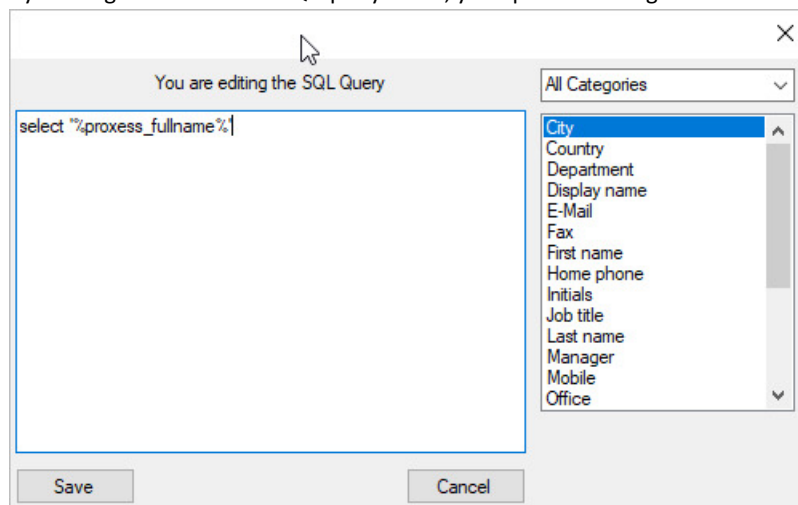 You are editing the SQL Query
All Categories
select '%proxess_fullname%'
City
Country
Department
Display name
E-Mail
Fax
First name
Home phone
Initials
Job title
Last name
Manager
Mobile
Office
Save
Cancel